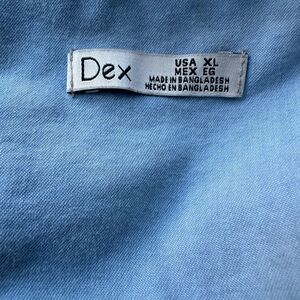 Dex
USA XL
MEX EG
MADE IN BANGLADESH
HECHO EN BANGLADESH